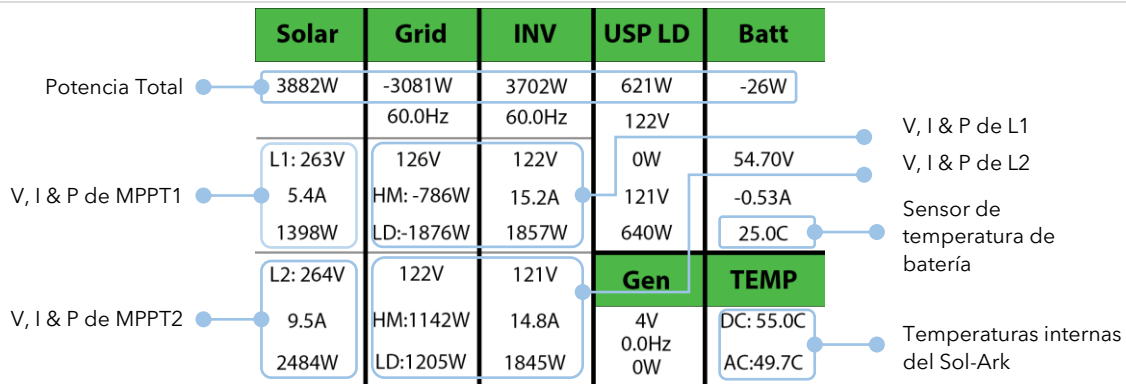 Solar Grid INV USP LD Batt
Potencia Total 3882W -3081W 3702W 621W -26W
60.0Hz 60.0Hz 122V
V, I & P de L1
L1: 263V 126V 122V 0W 54.70V
V, I & P de L2
V, I & P de MPPT1 5.4A HM: -786W 15.2A 121V -0.53A
1398W LD:-1876W 1857W 640W 25.0C
Sensor de
temperatura de
batería
L2: 264V 122V 121V Gen TEMP
V, I & P de MPPT2 9.5A HM:1142W 14.8A 4V DC: 55.0C
0.0Hz
2484W LD:1205W 1845W 0W AC:49.7C
Temperaturas internas
del Sol-Ark